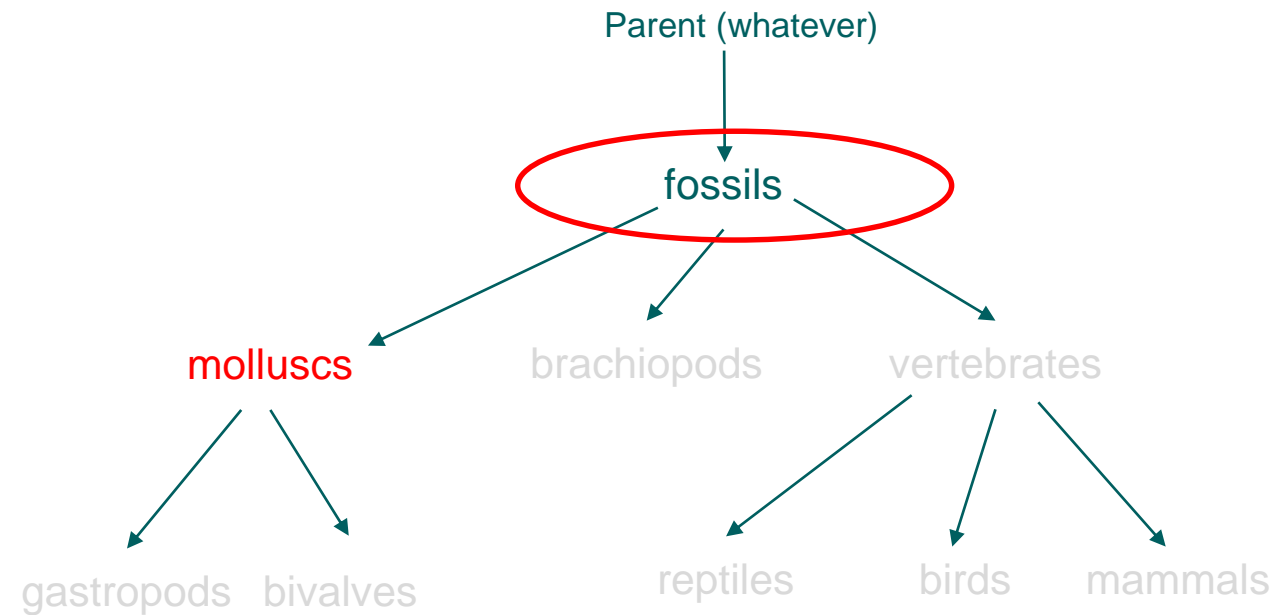 Parent (whatever)
fossils
molluscs brachiopods vertebrates
gastropods bivalves reptiles birds mammals